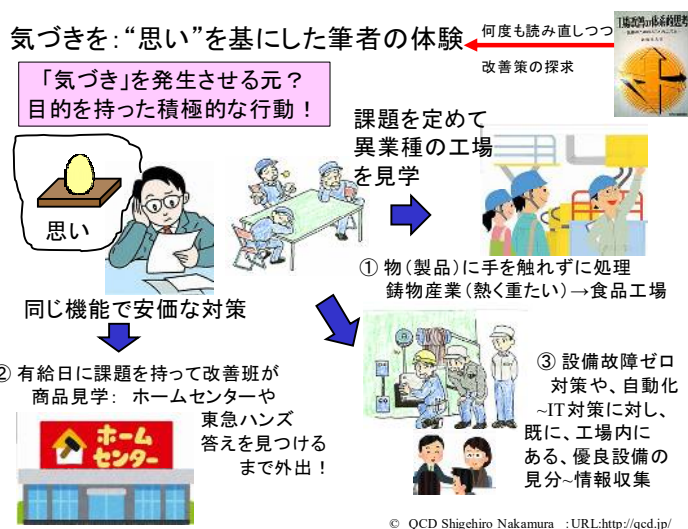 気づきを：“思い”を基にした筆者の体験
何度も読み直しつつ
改善策の探求
工場改善の体系的思考
「気づき」を発生させる元？
目的を持った積極的な行動！
思い
課題を定めて
異業種の工場
を見学
① 物（製品）に手を触れずに処理
鋳物産業（熱く重たい）→食品工場
同じ機能で安価な対策
② 有給日に課題を持って改善班が
商品見学： ホームセンターや
東急ハンズ
答えを見つける
まで外出！
ホーム
センター
③ 設備故障ゼロ
対策や、自動化
~IT対策に対し、
既に、工場内に
ある、優良設備の
見分~情報収集
© QCD Shigehiro Nakamura ：URL:http://qcd.jp/